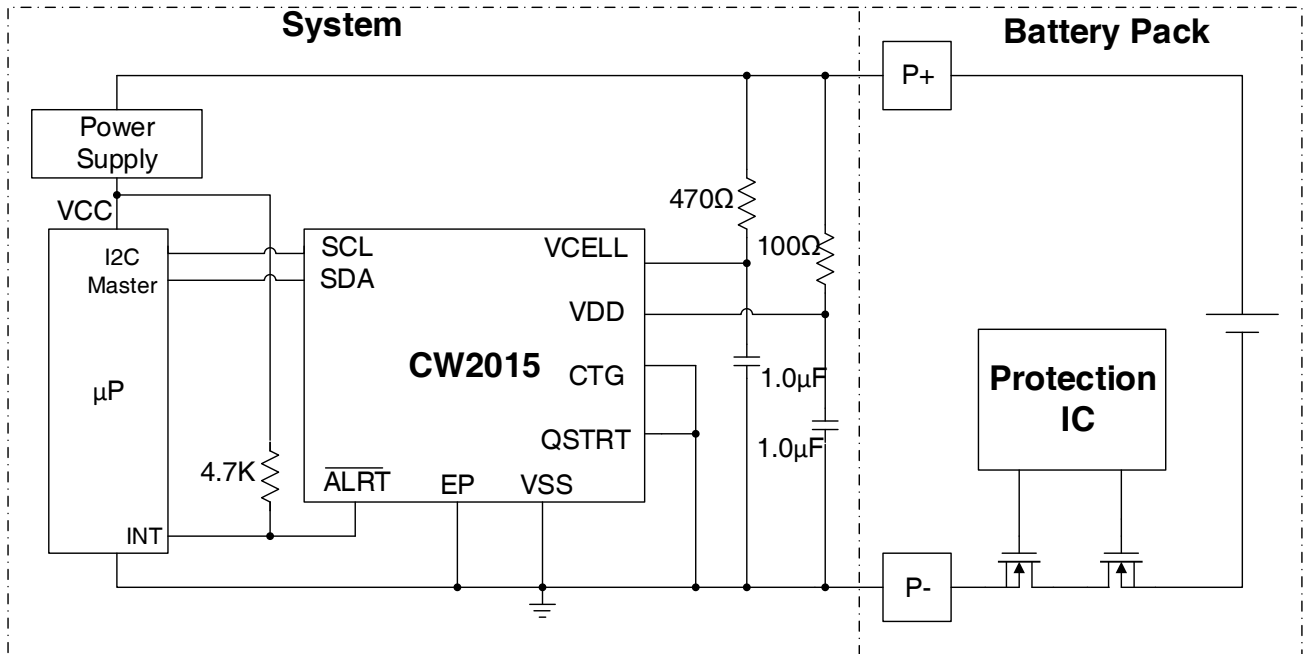 System
Battery Pack
P+
Power
Supply
VCC
470Ω
I2C
Master
SCL
SDA
VCELL
100Ω
VDD
CW2015
CTG
1.0µF
µP
Protection
IC
QSTRT
1.0µF
4.7K
ALRT
EP
VSS
INT
P-